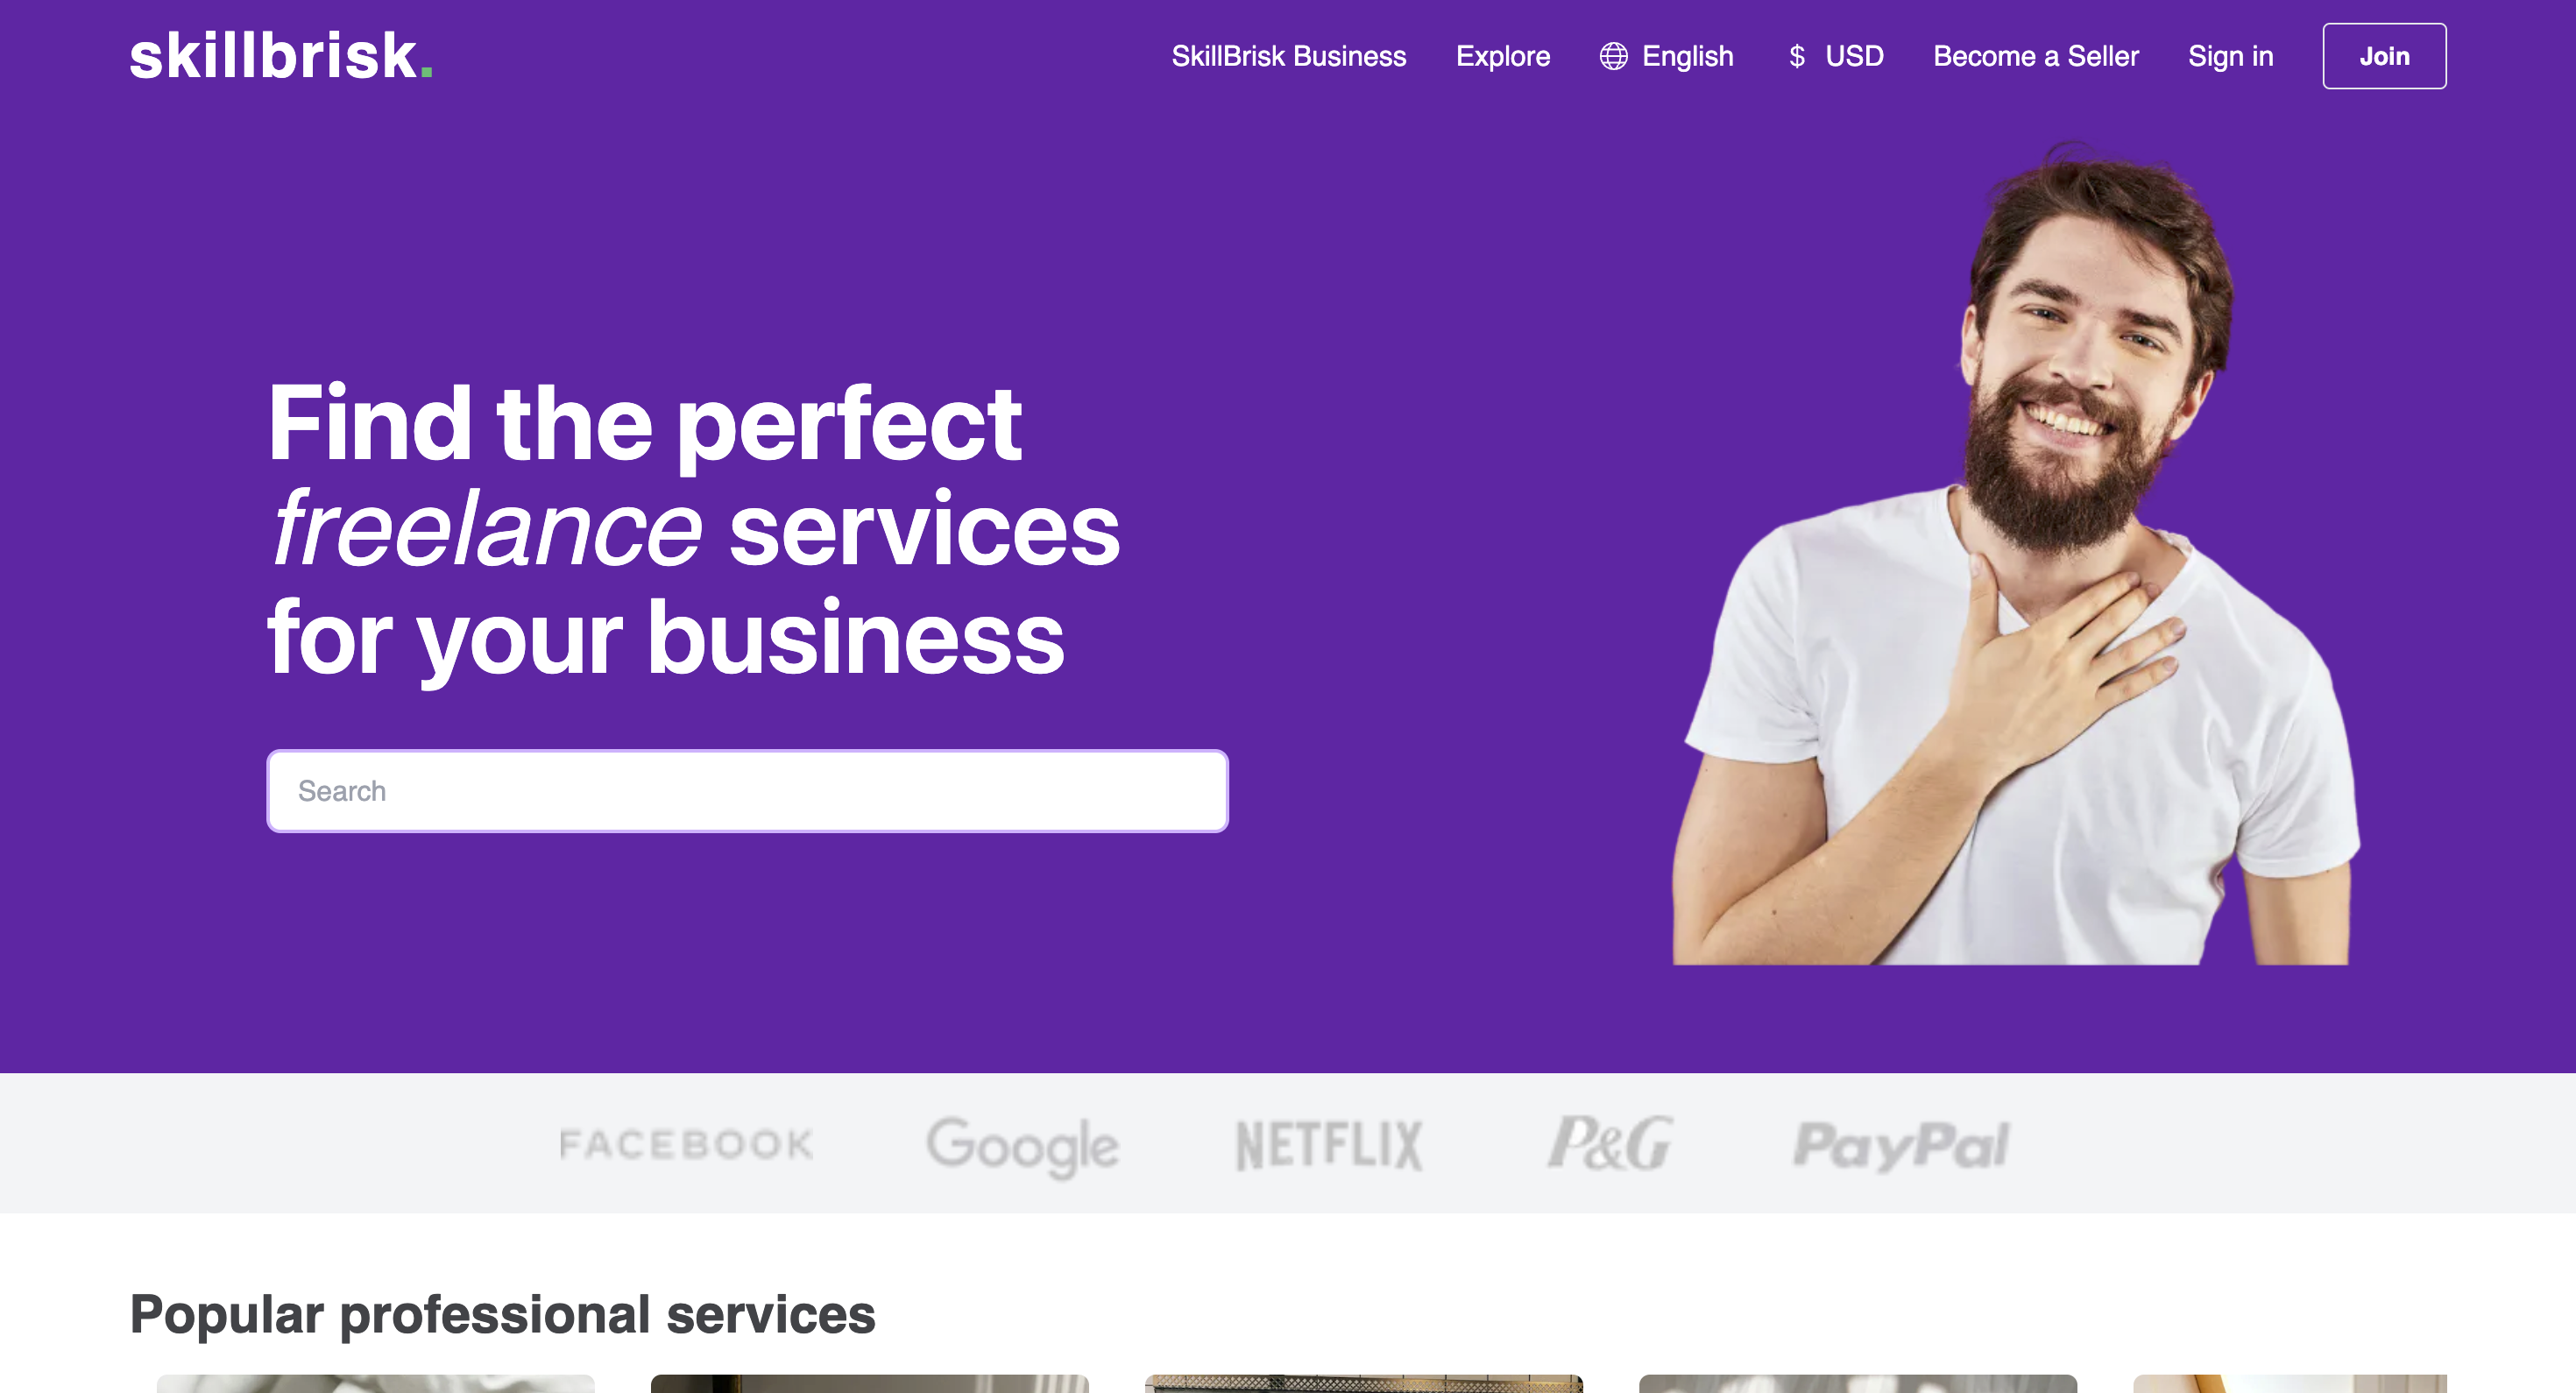 skillbrisk.
SkillBrisk Business
Explore
English
$ USD
Become a Seller
Sign in
Join
Find the perfect
freelance services
for your business
Search
FACEBOOK
Google
NETFLIX
P&G
PayPal
Popular professional services